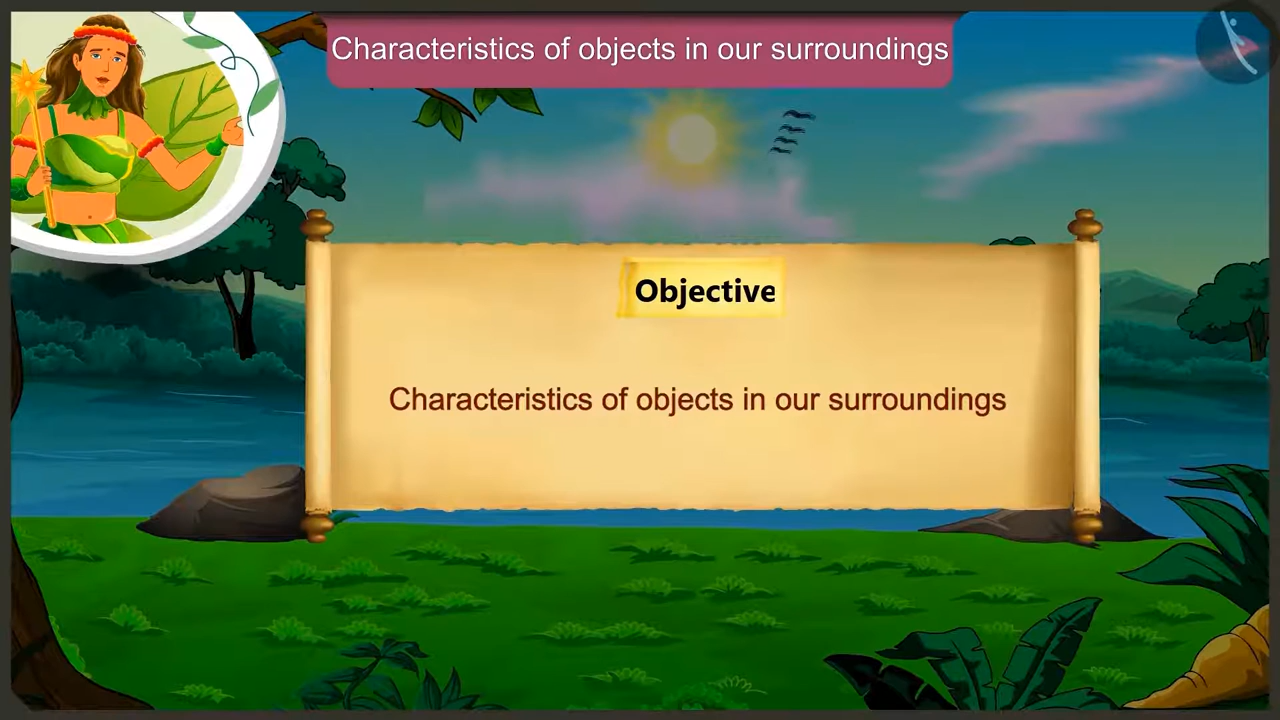 Characteristics of objects in our surroundings
Objective
Characteristics of objects in our surroundings